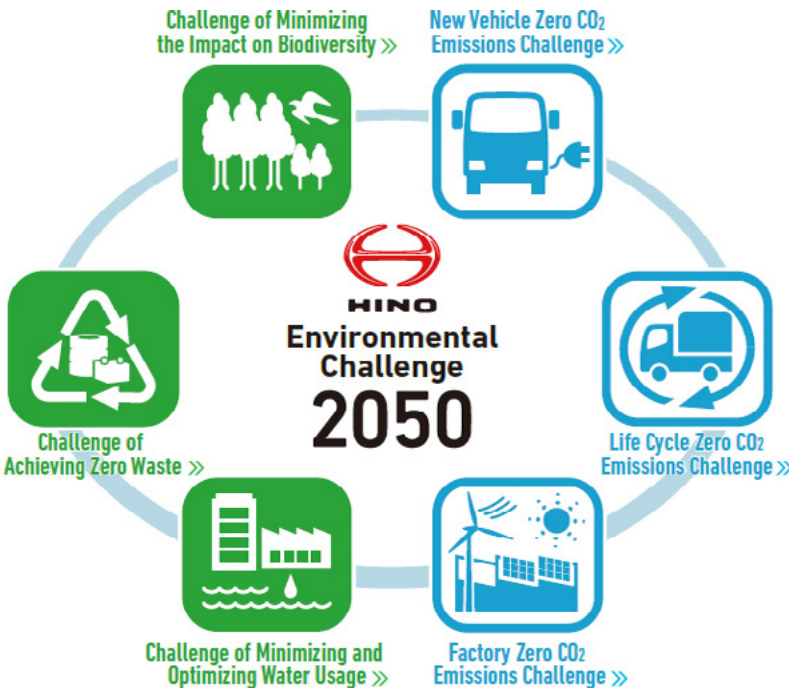 Challenge of Minimizing
the Impact on Biodiversity »
New Vehicle Zero CO₂
Emissions Challenge »
HINO
Environmental
Challenge
2050
Challenge of
Achieving Zero Waste »
Life Cycle Zero CO₂
Emissions Challenge »
Challenge of Minimizing and
Optimizing Water Usage »
Factory Zero CO₂
Emissions Challenge »